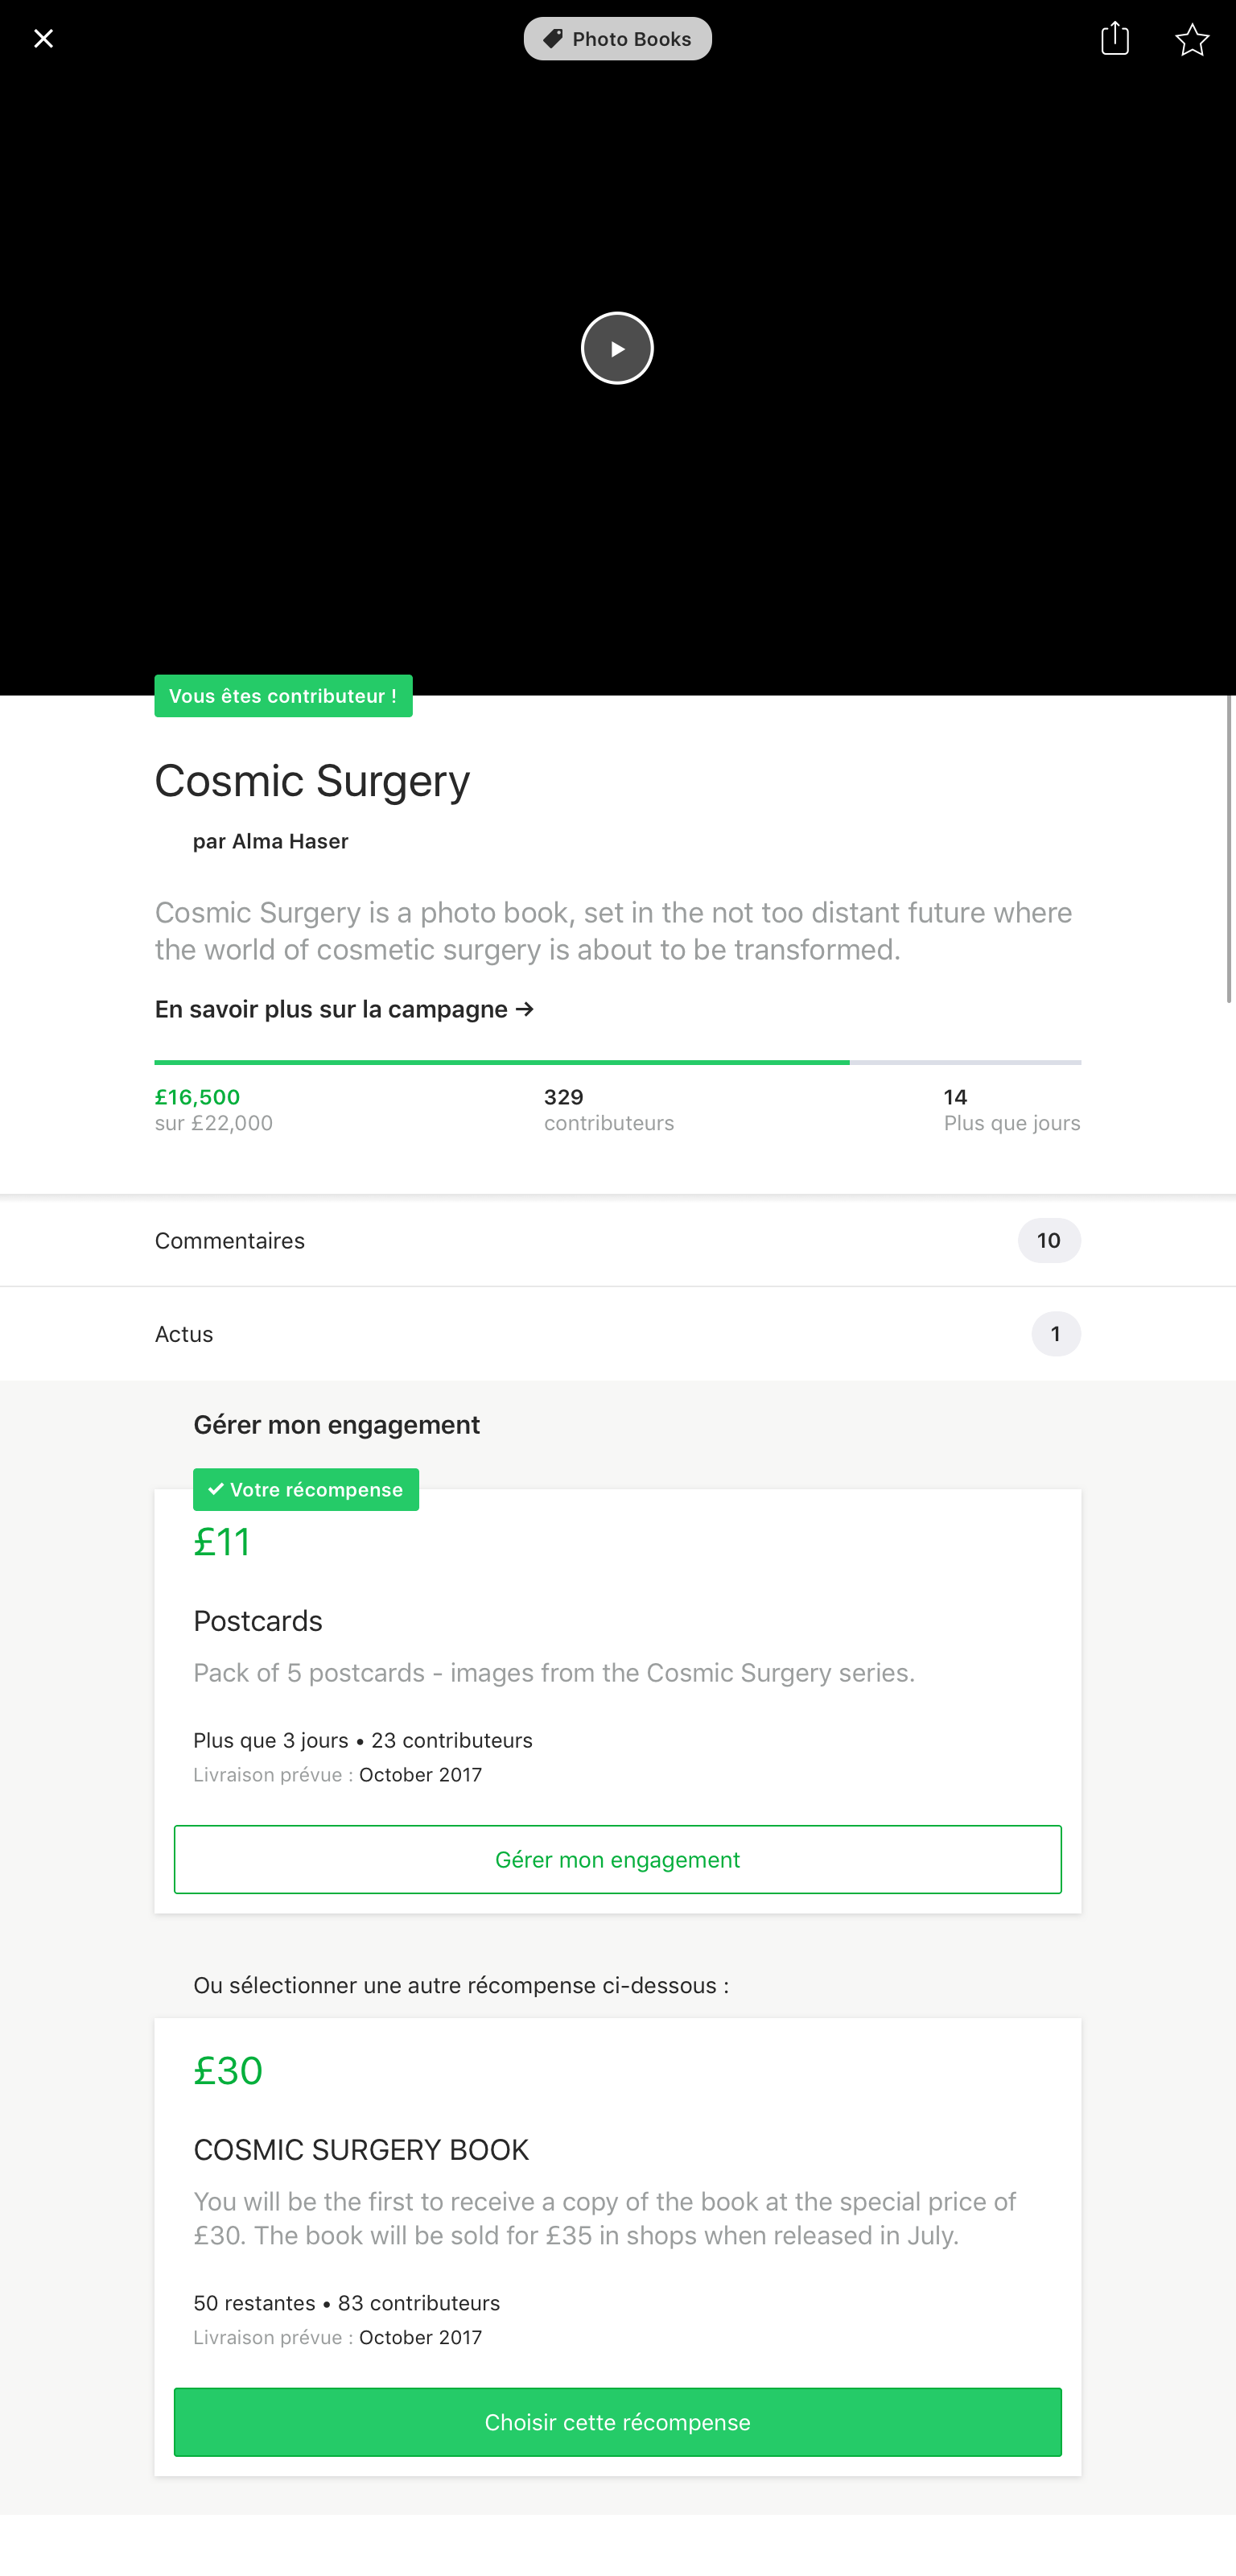 Photo Books
Vous êtes contributeur !
Cosmic Surgery
par Alma Haser
Cosmic Surgery is a photo book, set in the not too distant future where
the world of cosmetic surgery is about to be transformed.
En savoir plus sur la campagne →
£16,500
sur £22,000
329
contributeurs
14
Plus que jours
Commentaires
10
Actus
1
Gérer mon engagement
Votre récompense
£11
Postcards
Pack of 5 postcards - images from the Cosmic Surgery series.
Plus que 3 jours • 23 contributeurs
Livraison prévue : October 2017
Gérer mon engagement
Ou sélectionner une autre récompense ci-dessous :
£30
COSMIC SURGERY BOOK
You will be the first to receive a copy of the book at the special price of
£30. The book will be sold for £35 in shops when released in July.
50 restantes • 83 contributeurs
Livraison prévue : October 2017
Choisir cette récompense